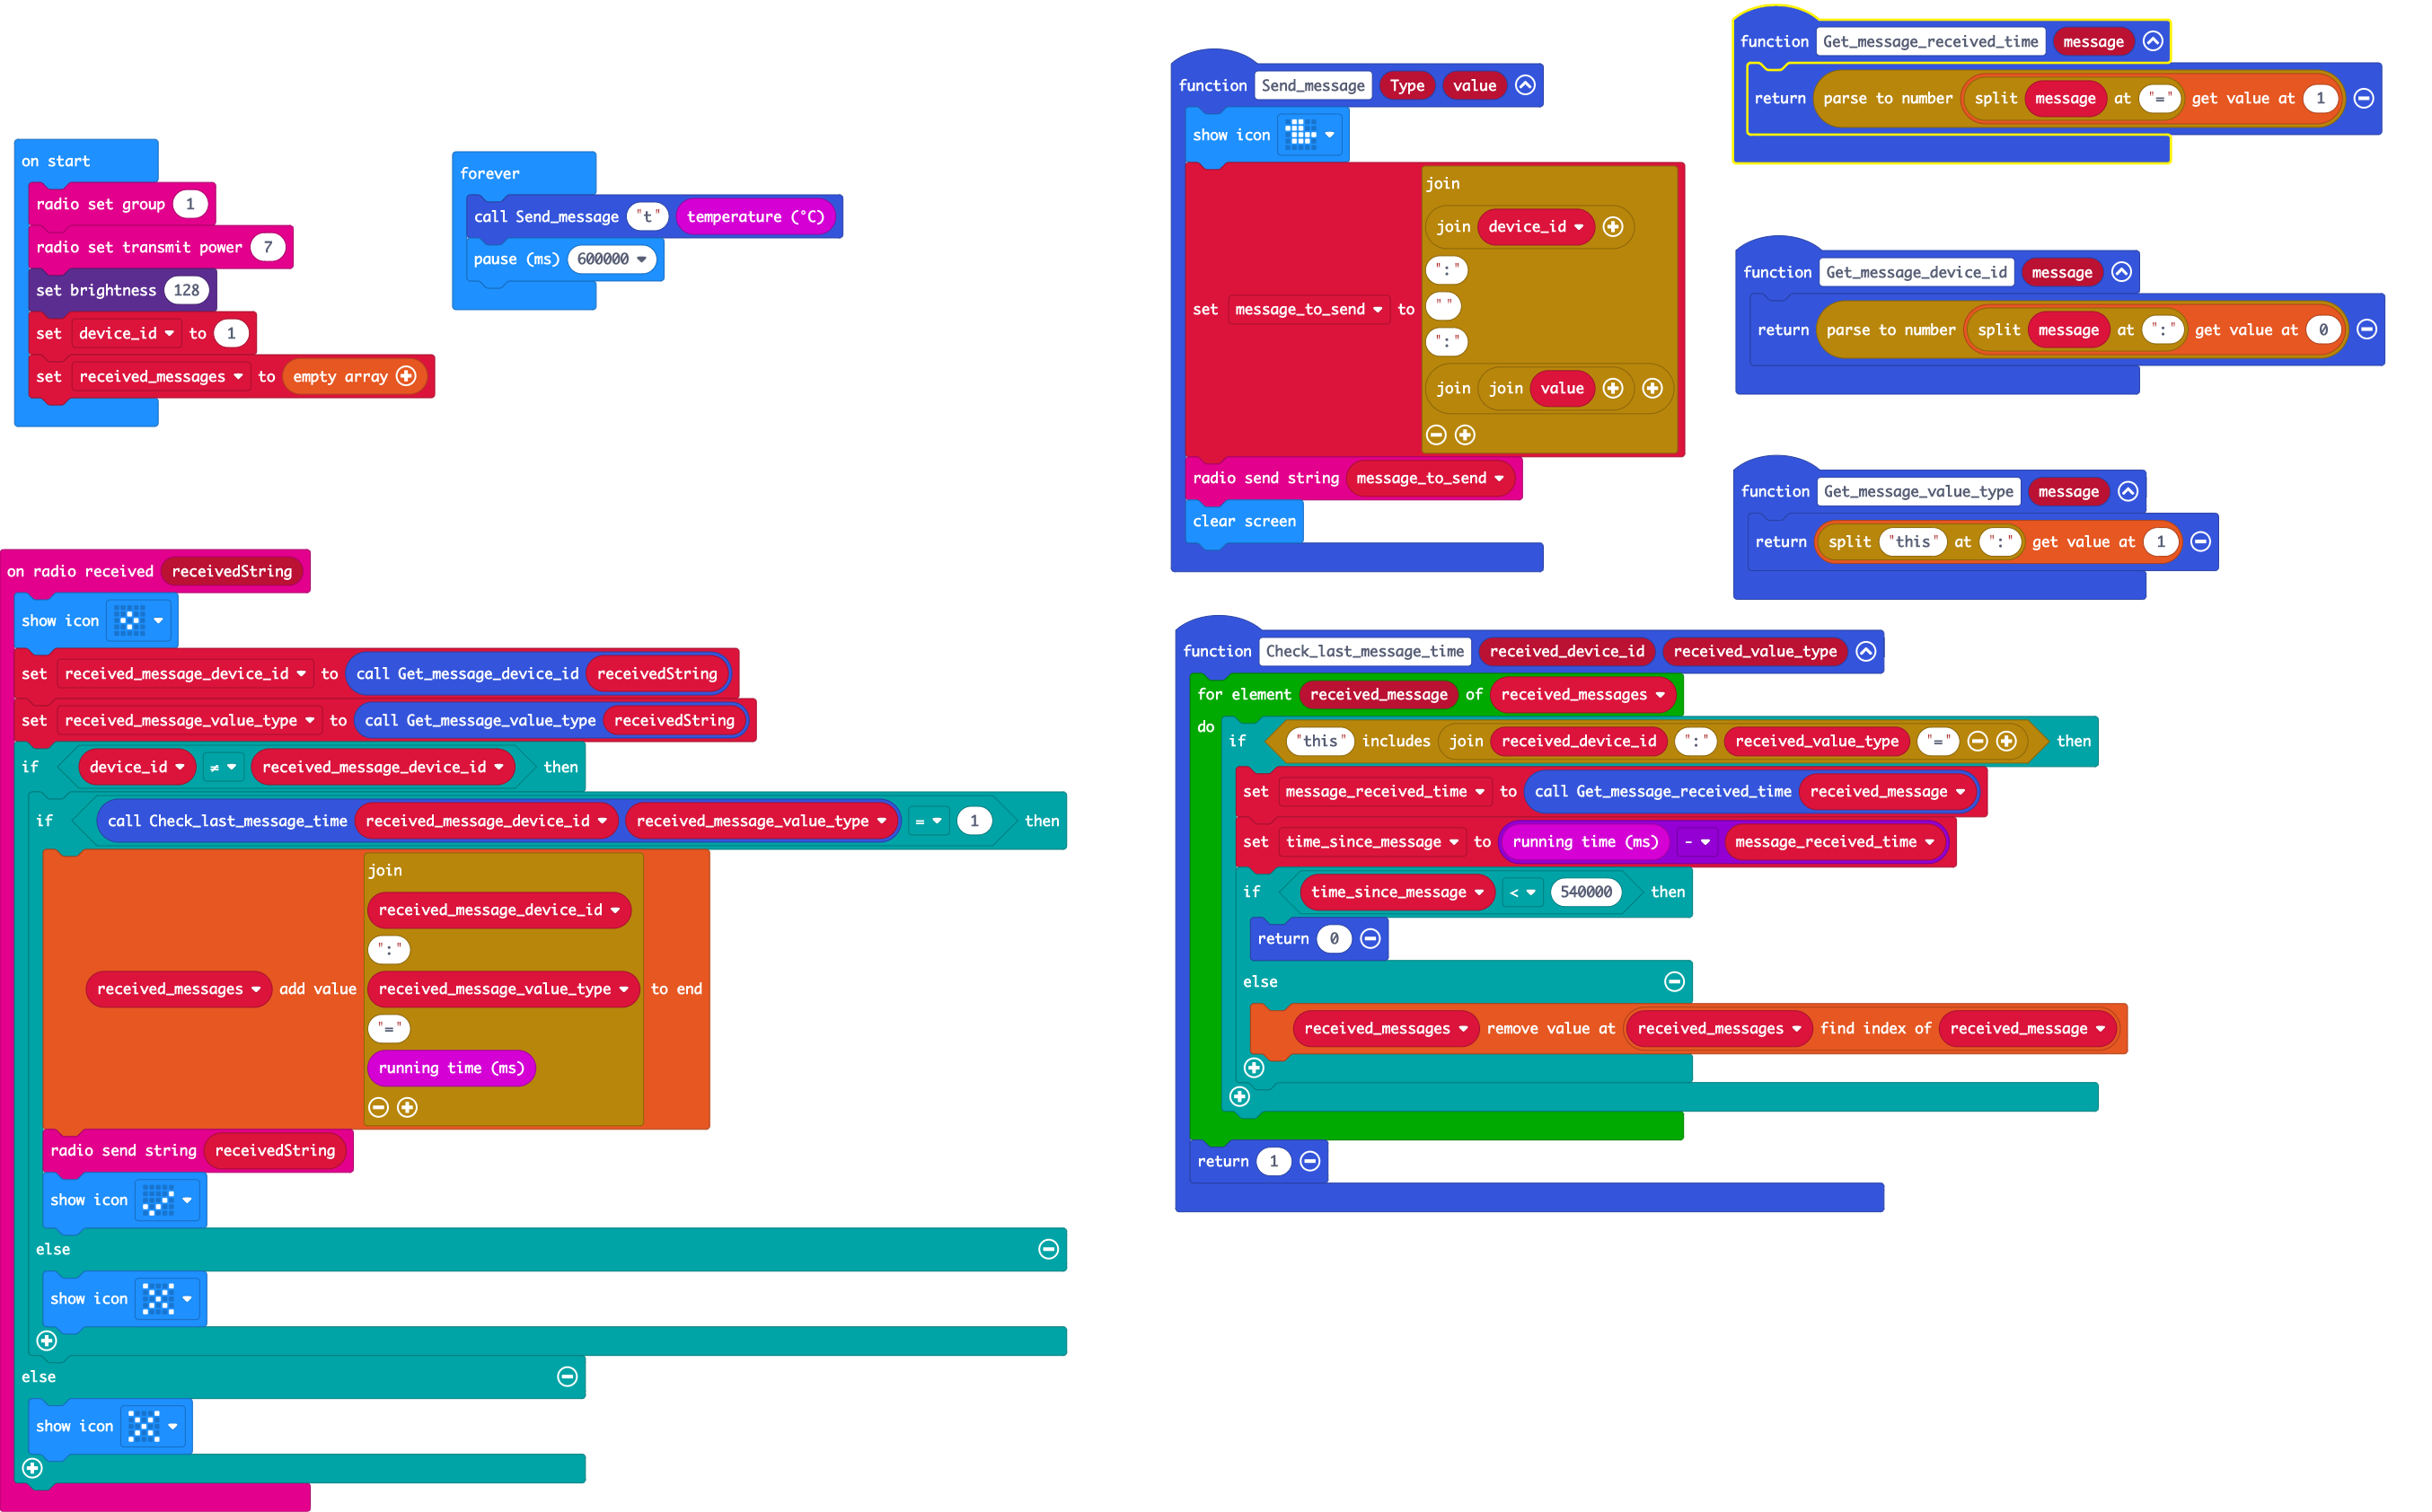 on start
radio set group 1
radio set transmit power 7
set brightness 128
set device_id to 1
set received_messages to empty array
forever
call Send_message "t" temperature (°C)
pause (ms) 600000
on radio received receivedString
show icon
set received_message_device_id to call Get_message_device_id receivedString
set received_message_value_type to call Get_message_value_type receivedString
if device_id ≠ received_message_device_id then
if call Check_last_message_time received_message_device_id received_message_value_type = 1 then
join
received_message_device_id
":"
received_messages add value received_message_value_type to end
"="
running time (ms)
radio send string receivedString
show icon
else
show icon
else
show icon
function Send_message Type value
show icon
join
join device_id
":"
set message_to_send to " "
":"
join join value
radio send string message_to_send
clear screen
function Check_last_message_time received_device_id received_value_type
for element received_message of received_messages
do if "this" includes join received_device_id ":" received_value_type "=" then
set message_received_time to call Get_message_received_time received_message
set time_since_message to running time (ms) - message_received_time
if time_since_message < 540000 then
return 0
else
received_messages remove value at received_messages find index of received_message
return 1
function Get_message_received_time message
return parse to number split message at "=" get value at 1
function Get_message_device_id message
return parse to number split message at ":" get value at 0
function Get_message_value_type message
return split "this" at ":" get value at 1